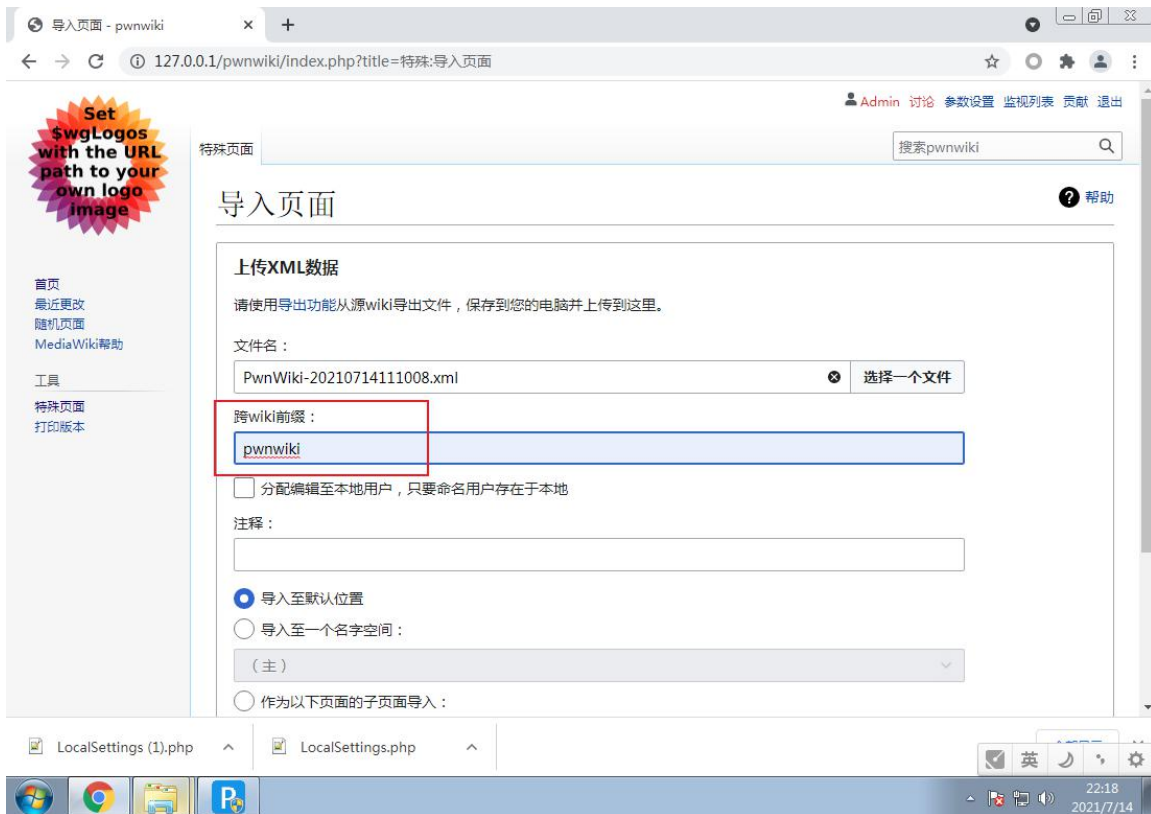 导入页面 - pwnwiki
127.0.0.1/pwnwiki/index.php?title=特殊:导入页面
Set
$wgLogos
with the URL
path to your
own logo
image
Admin 讨论 参数设置 监视列表 贡献 退出
特殊页面
搜索pwnwiki
导入页面
帮助
首页
最近更改
随机页面
MediaWiki帮助
工具
特殊页面
打印版本
上传XML数据
请使用导出功能从源wiki导出文件，保存到您的电脑并上传到这里。
文件名：
PwnWiki-20210714111008.xml
选择一个文件
跨wiki前缀：
pwnwiki
分配编辑至本地用户，只要命名用户存在于本地
注释：
导入至默认位置
导入至一个名字空间：
（主）
作为以下页面的子页面导入：
LocalSettings (1).php
LocalSettings.php
英
22:18
2021/7/14